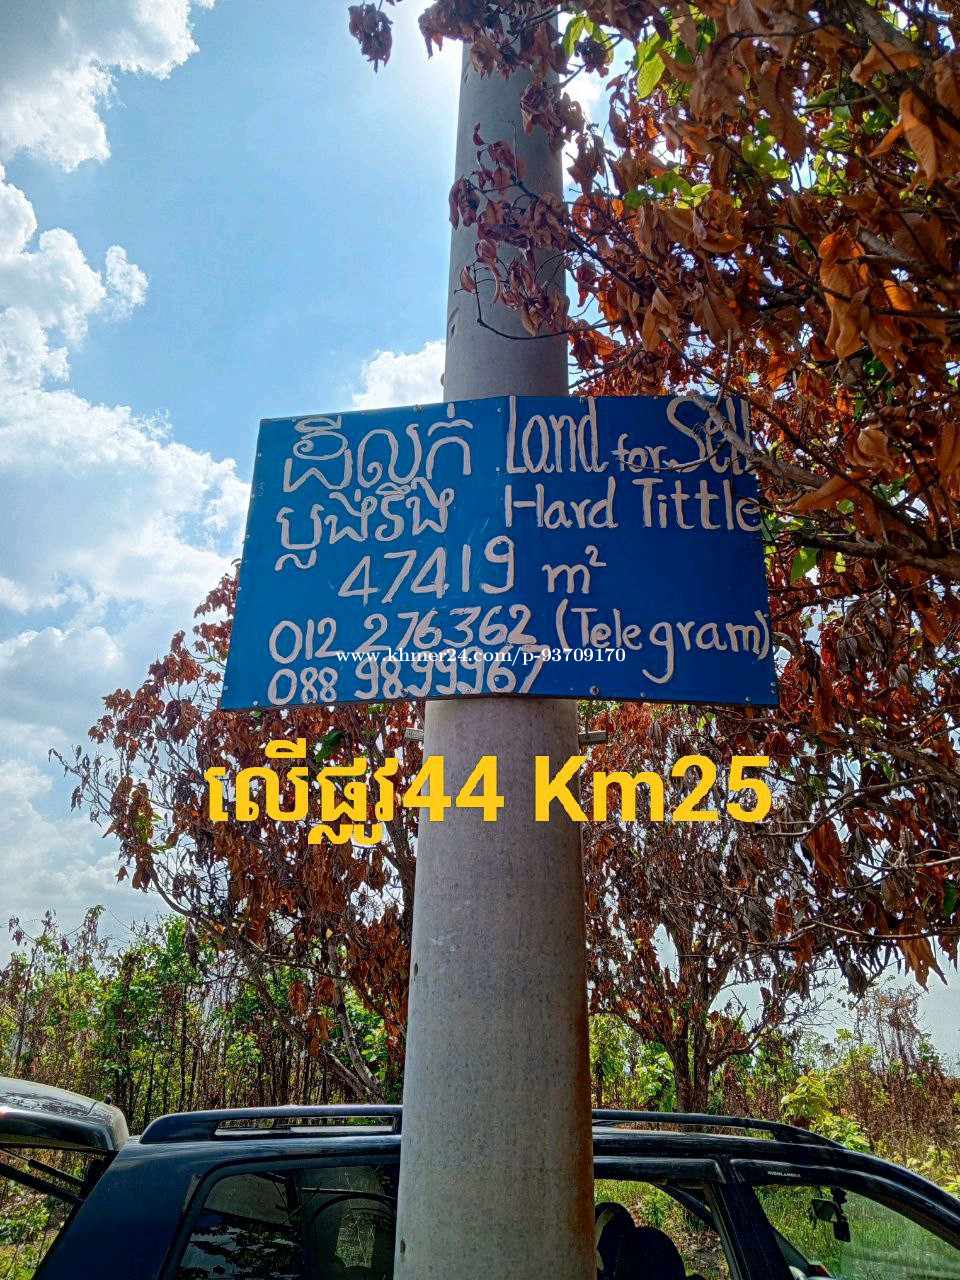 ដីលក់ Land for Sell
ប្លង់រឹង Hard Tittle
47419 m²
012 276362 (Telegram)
www.khmer24.com/p-93709170
088 9899967
លើផ្លូវ44 Km25